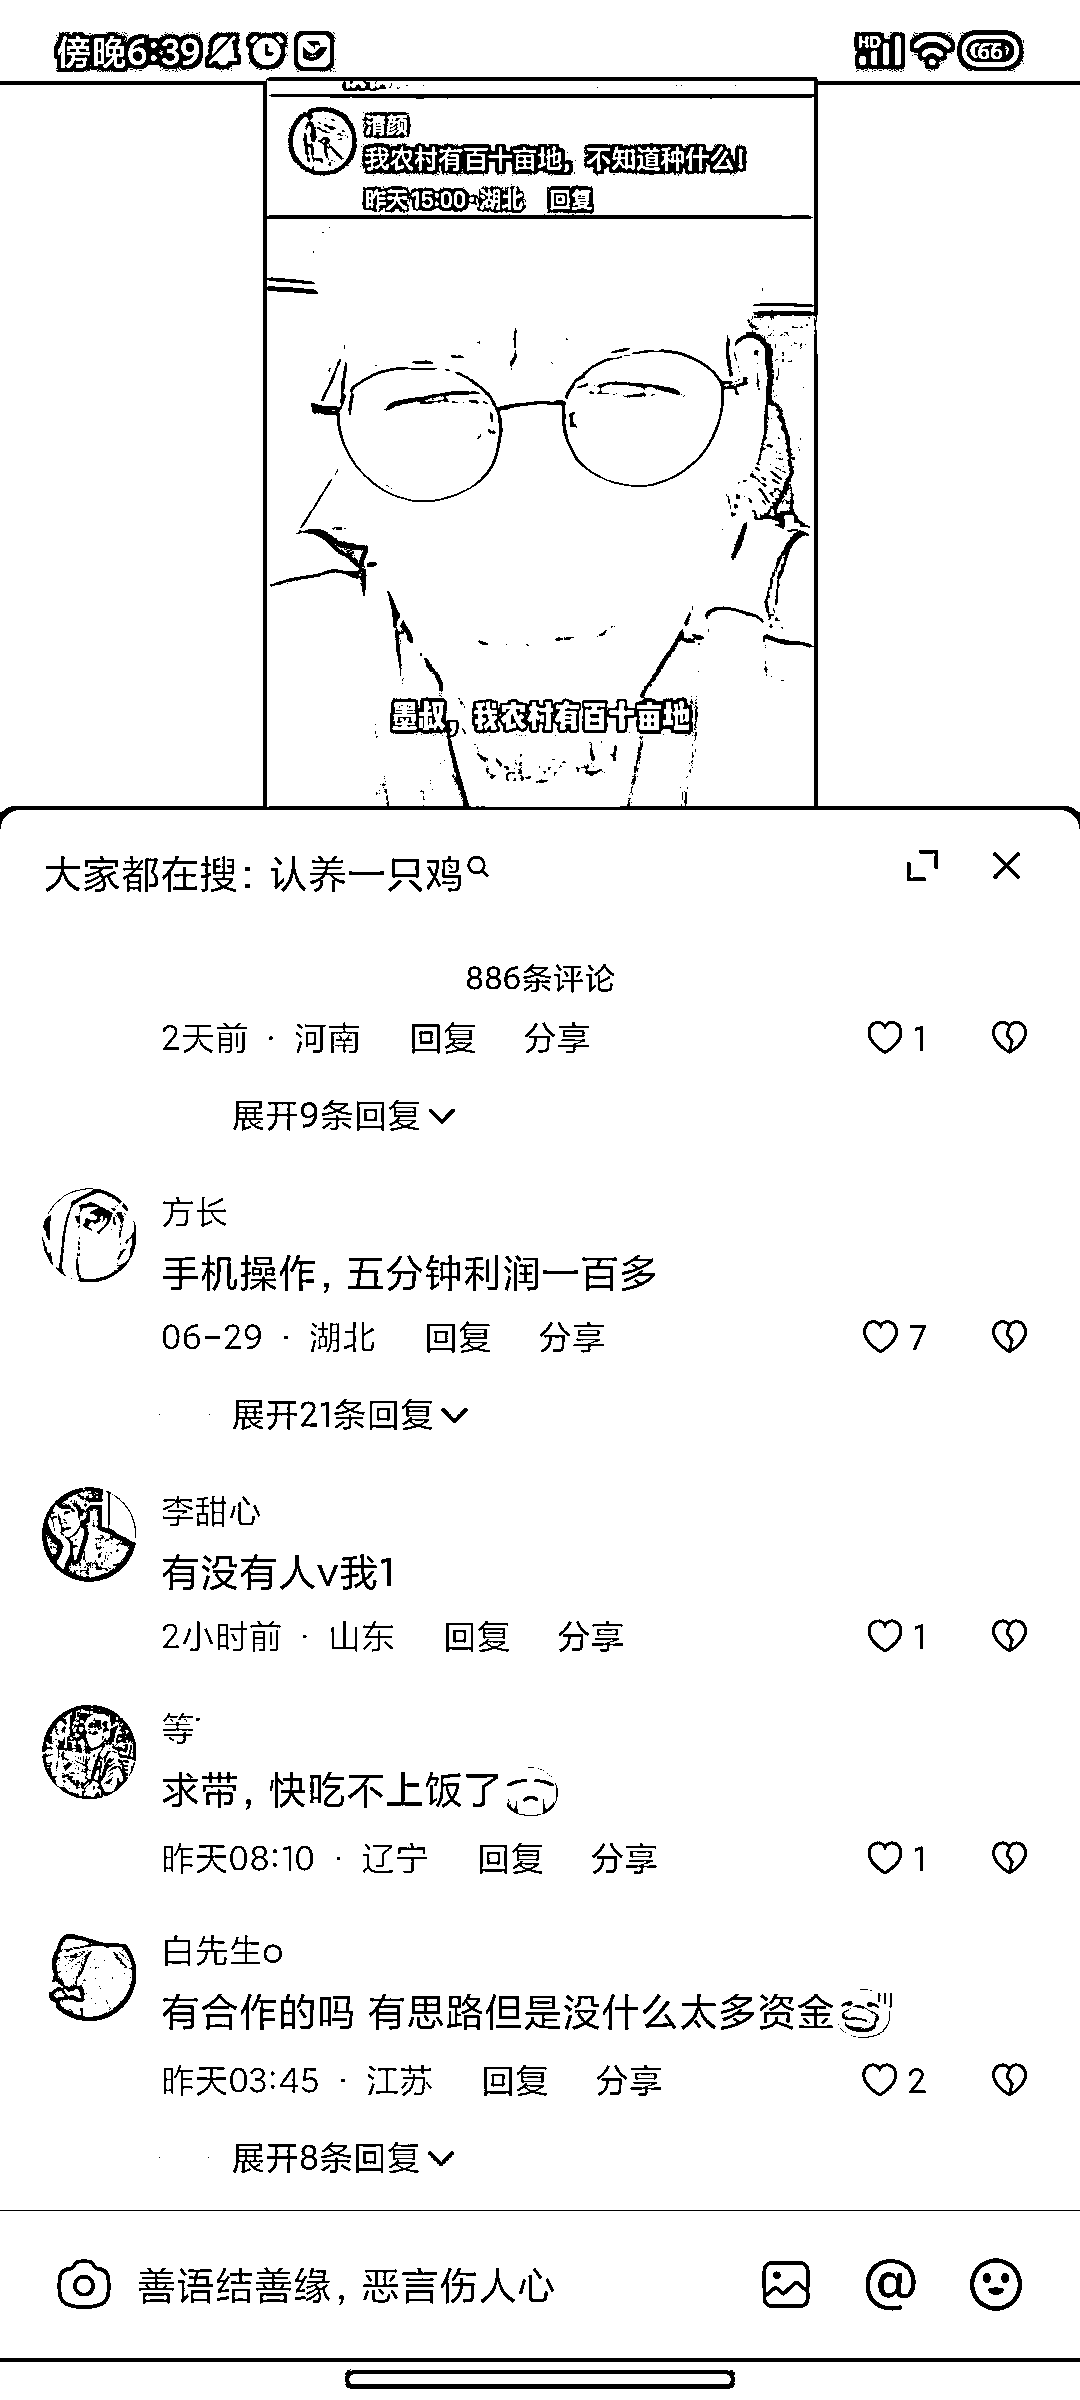 傍晚6:39
HD
66
清颜
我农村有百十亩地，不知道种什么！
昨天15:00·湖北 回复
墨叔，我农村有百十亩地
大家都在搜：认养一只鸡
886条评论
2天前 · 河南 回复 分享 1
展开9条回复
方长
手机操作，五分钟利润一百多
06-29 · 湖北 回复 分享 7
展开21条回复
李甜心
有没有人v我1
2小时前 · 山东 回复 分享 1
等·
求带，快吃不上饭了
昨天08:10 · 辽宁 回复 分享 1
白先生o
有合作的吗 有思路但是没什么太多资金
昨天03:45 · 江苏 回复 分享 2
展开8条回复
善语结善缘，恶言伤人心
@